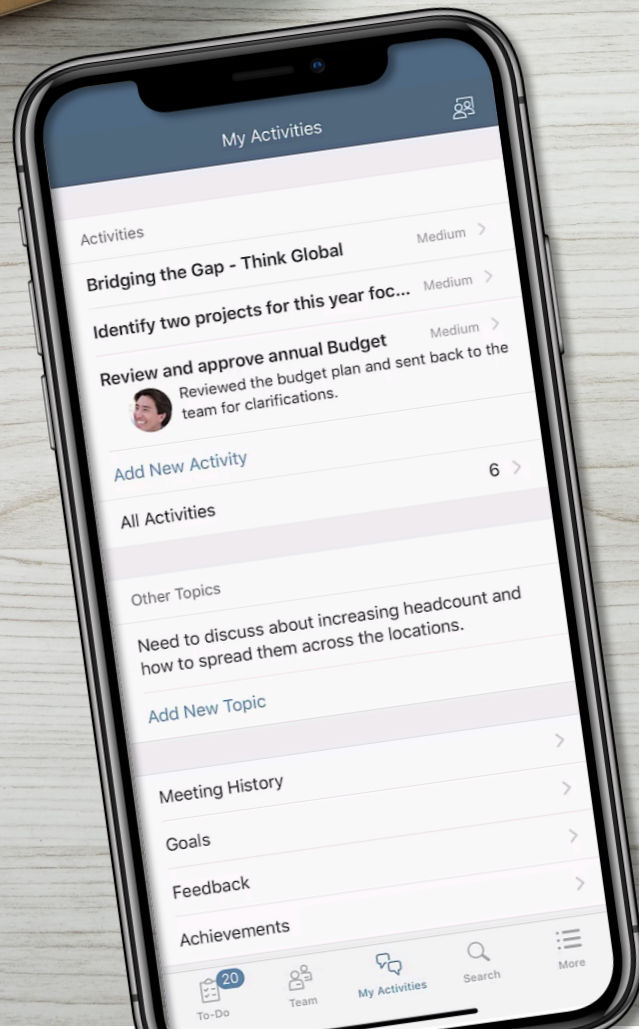 My Activities
Activities
Bridging the Gap - Think Global
Medium
Identify two projects for this year foc...
Medium
Review and approve annual Budget
Medium
Reviewed the budget plan and sent back to the
team for clarifications.
Add New Activity
All Activities
6
Other Topics
Need to discuss about increasing headcount and
how to spread them across the locations.
Add New Topic
Meeting History
Goals
Feedback
Achievements
20
To-Do
Team
My Activities
Search
More